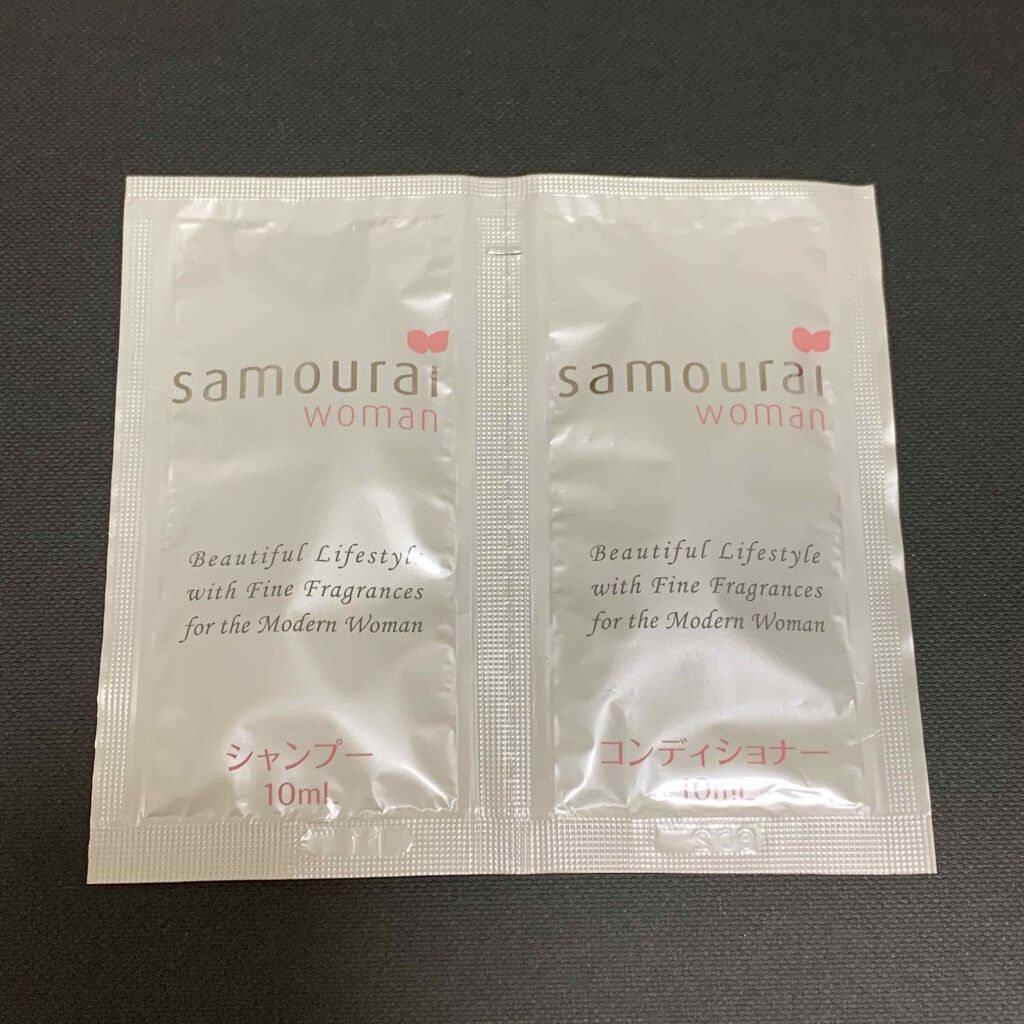 samourai
woman
Beautiful Lifestyle
with Fine Fragrances
for the Modern Woman
シャンプー
10mL
samourai
woman
Beautiful Lifestyle
with Fine Fragrances
for the Modern Woman
コンディショナー
10mL